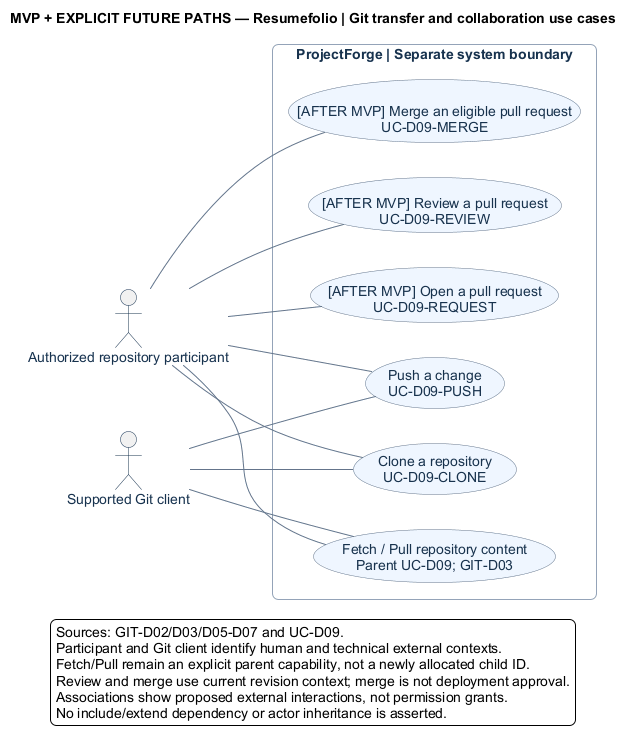 MVP + EXPLICIT FUTURE PATHS — Resumefolio | Git transfer and collaboration use cases
ProjectForge | Separate system boundary
[AFTER MVP] Merge an eligible pull request
UC-D09-MERGE
[AFTER MVP] Review a pull request
UC-D09-REVIEW
[AFTER MVP] Open a pull request
UC-D09-REQUEST
Authorized repository participant
Push a change
UC-D09-PUSH
Supported Git client
Clone a repository
UC-D09-CLONE
Fetch / Pull repository content
Parent UC-D09; GIT-D03
Sources: GIT-D02/D03/D05-D07 and UC-D09.
Participant and Git client identify human and technical external contexts.
Fetch/Pull remain an explicit parent capability, not a newly allocated child ID.
Review and merge use current revision context; merge is not deployment approval.
Associations show proposed external interactions, not permission grants.
No include/extend dependency or actor inheritance is asserted.